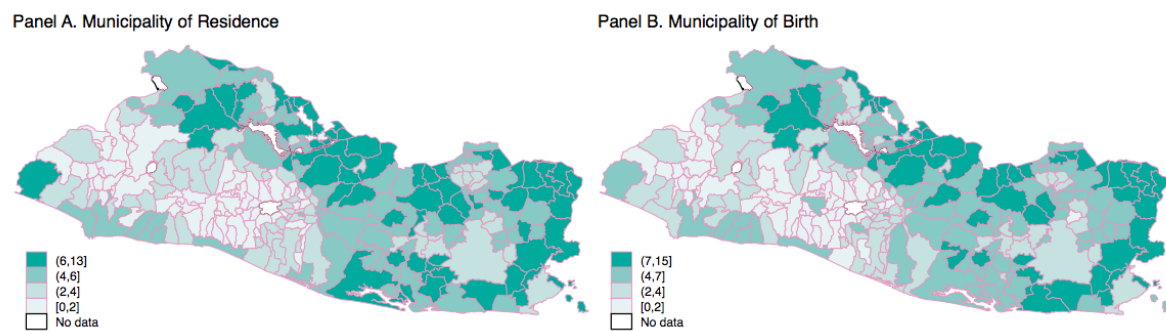 Panel A. Municipality of Residence
(6,13]
(4,6]
(2,4]
[0,2]
No data
Panel B. Municipality of Birth
(7,15]
(4,7]
(2,4]
[0,2]
No data